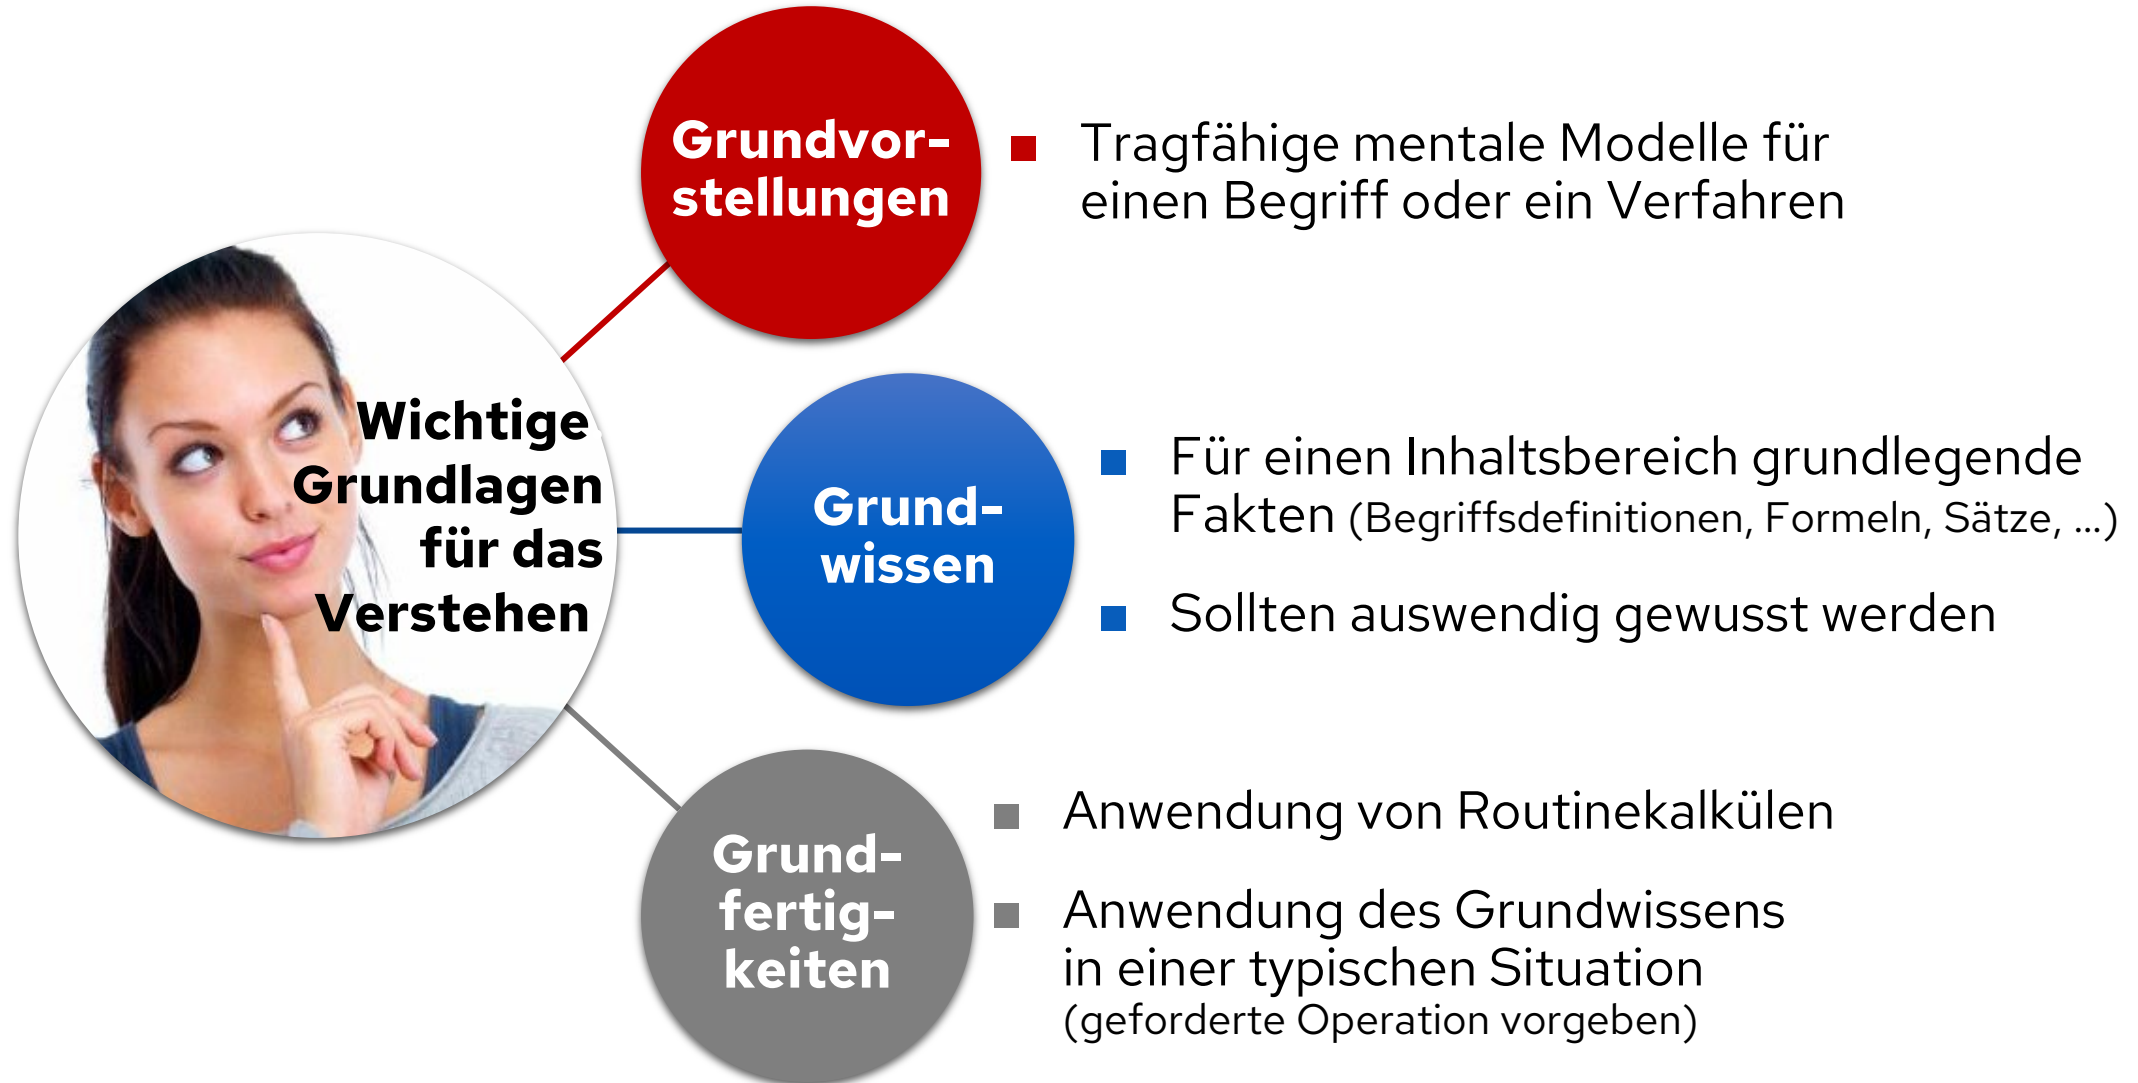 Wichtige
Grundlagen
für das
Verstehen
Grundvor-
stellungen
Tragfähige mentale Modelle für
einen Begriff oder ein Verfahren
Grund-
wissen
Für einen Inhaltsbereich grundlegende
Fakten (Begriffsdefinitionen, Formeln, Sätze, ...)
Sollten auswendig gewusst werden
Grund-
fertig-
keiten
Anwendung von Routinekalkülen
Anwendung des Grundwissens
in einer typischen Situation
(geforderte Operation vorgeben)